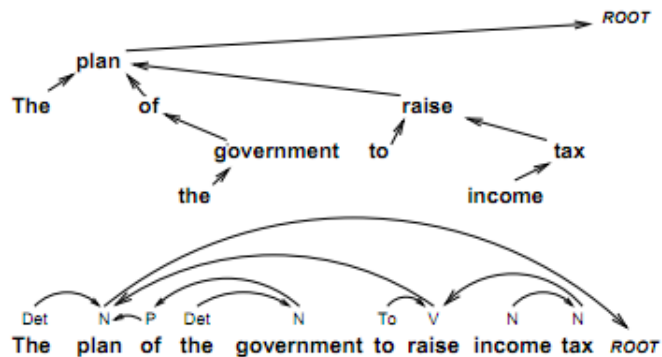 ROOT
plan
The of raise
government to tax
the income
Det N P Det N To V N N
The plan of the government to raise income tax ROOT